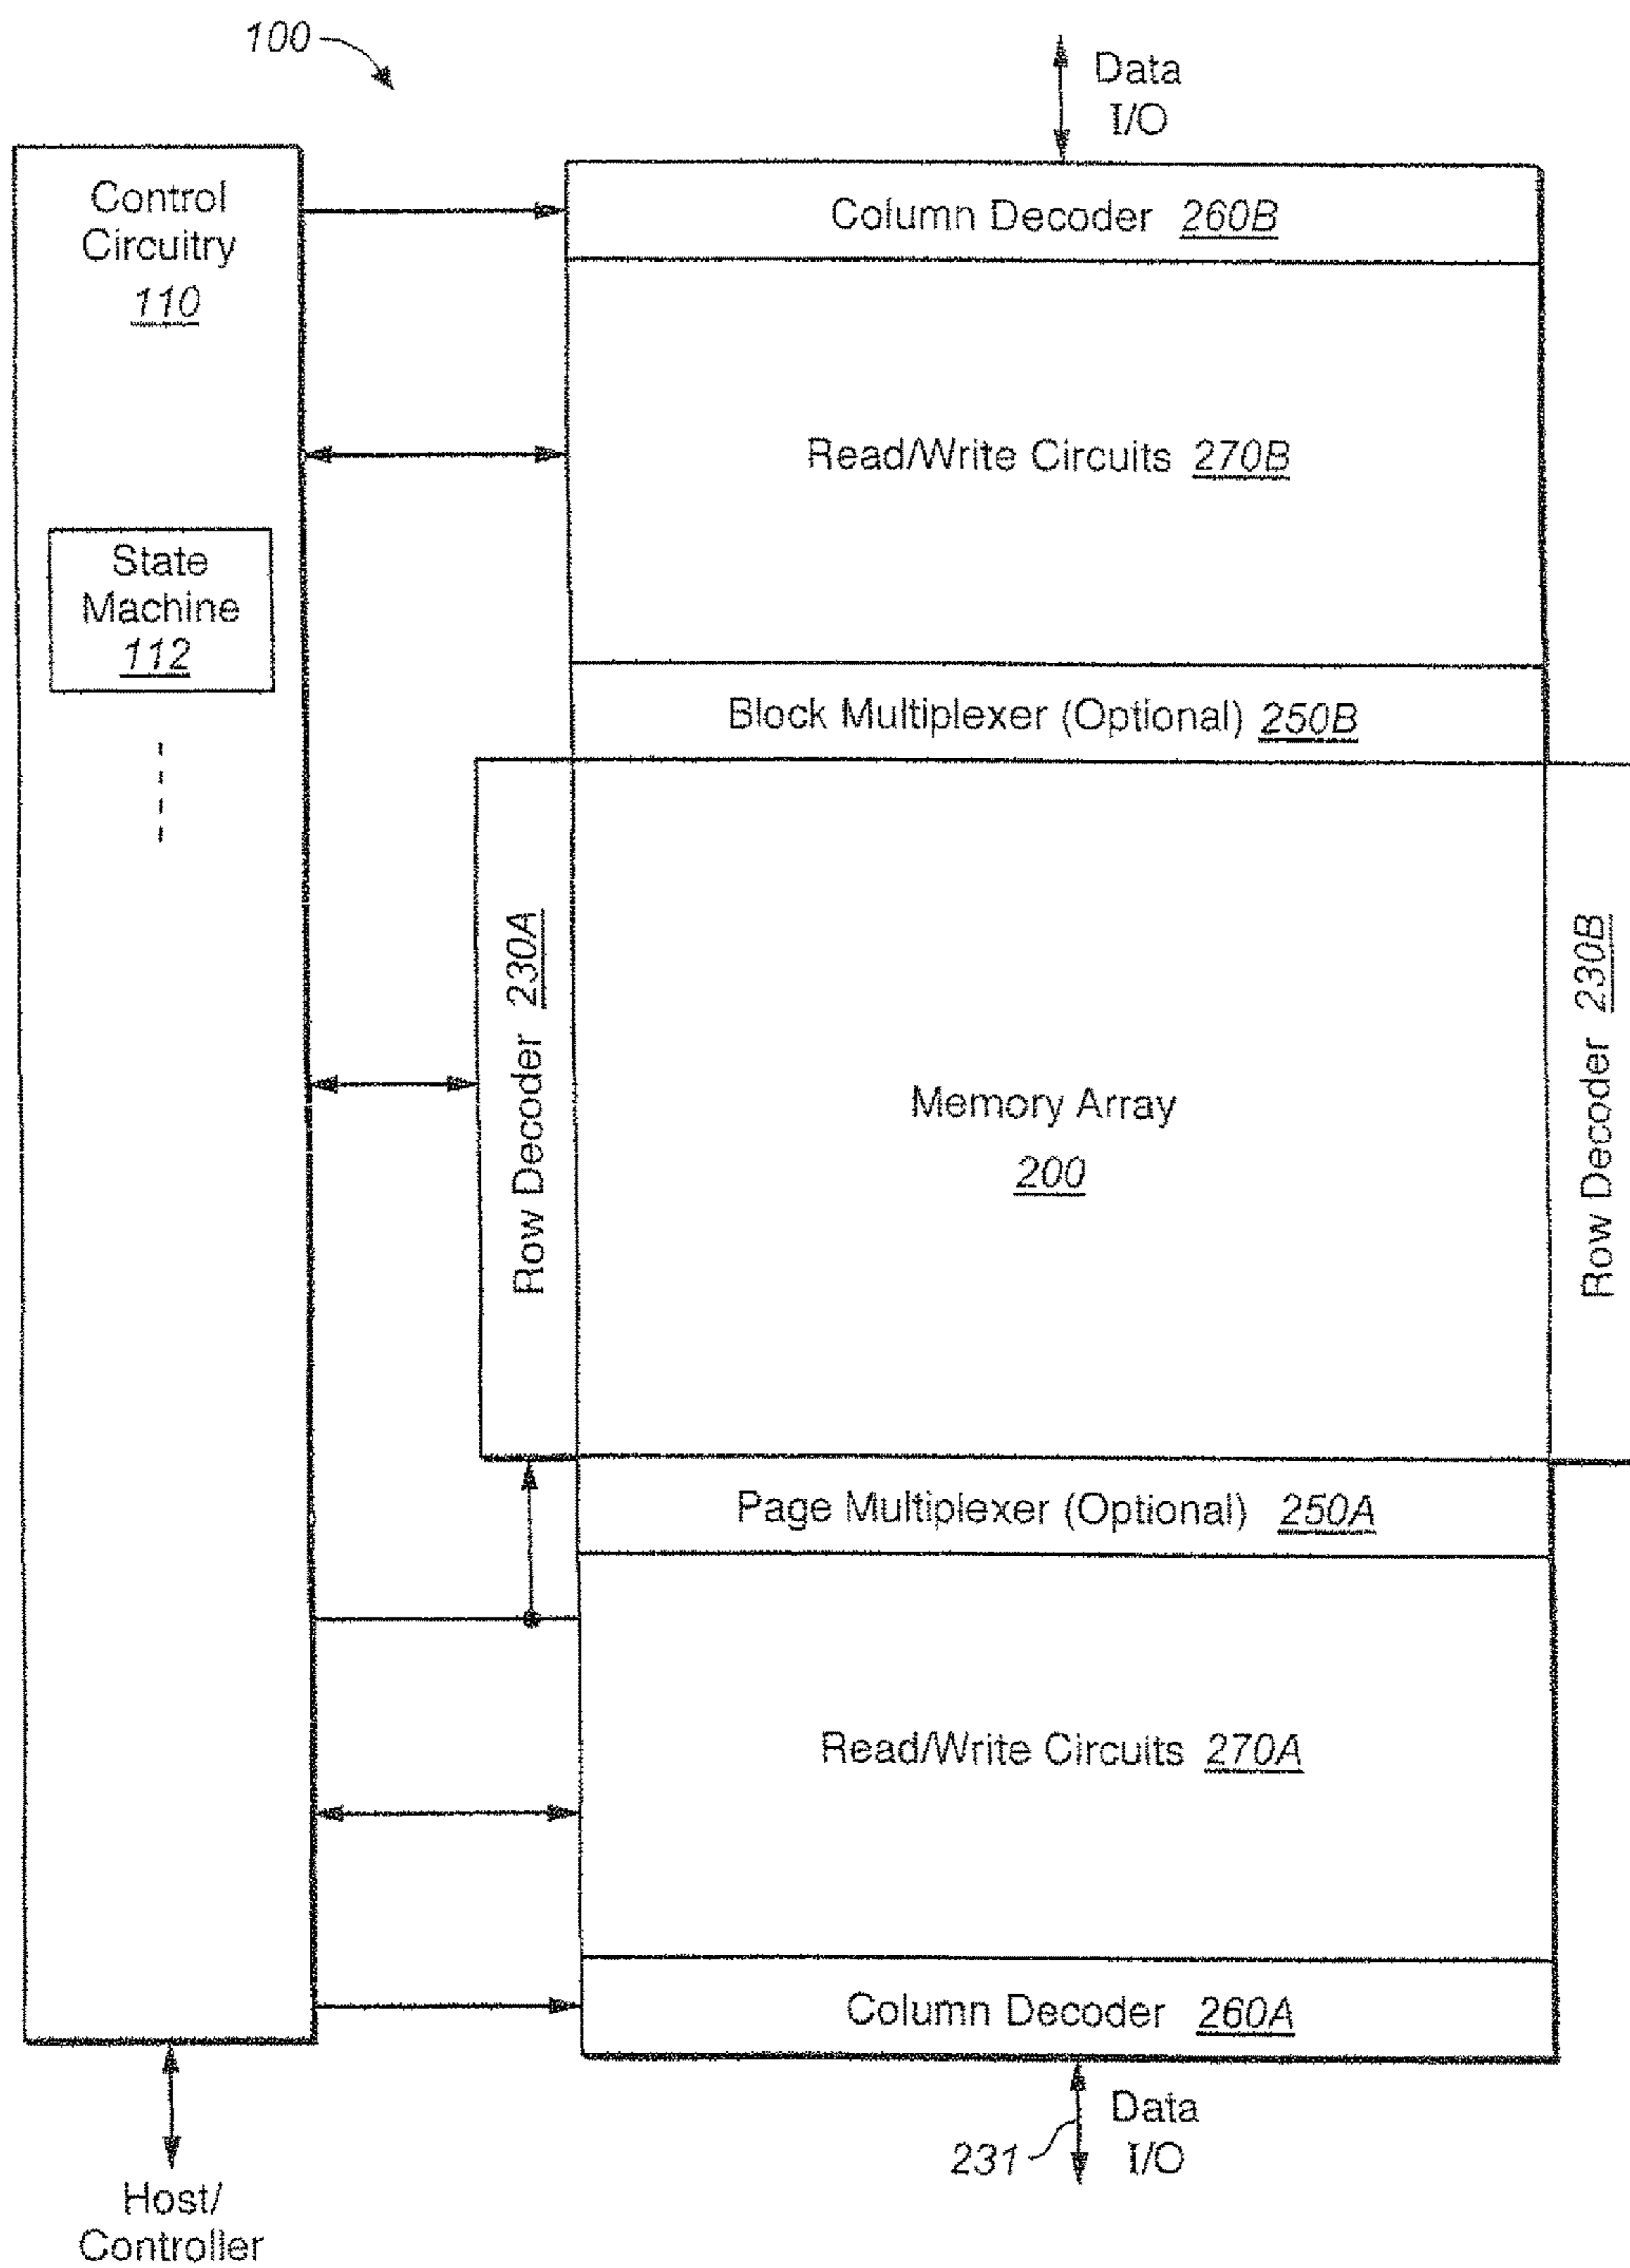 100
Data
I/O
Control
Circuitry
110
Column Decoder 260B
Read/Write Circuits 270B
State
Machine
112
Block Multiplexer (Optional) 250B
Row Decoder 230A
Memory Array
200
Row Decoder 230B
Page Multiplexer (Optional) 250A
Read/Write Circuits 270A
Column Decoder 260A
231
Data
I/O
Host/
Controller